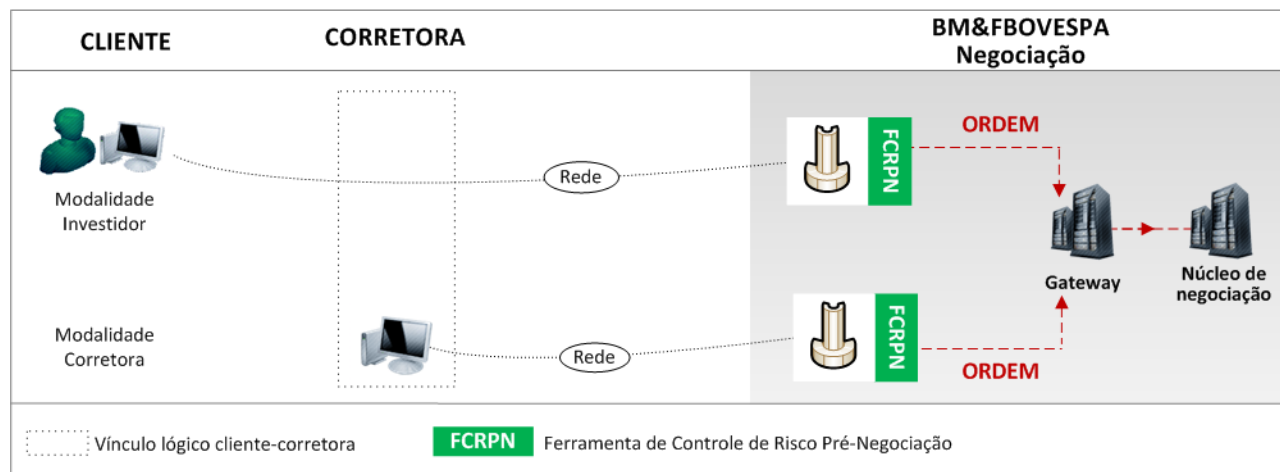 CLIENTE
CORRETORA
BM&FBOVESPA
Negociação
Modalidade
Investidor
Rede
FCRPN
ORDEM
Gateway
Núcleo de
negociação
Modalidade
Corretora
Rede
FCRPN
ORDEM
Vínculo lógico cliente-corretora
FCRPN
Ferramenta de Controle de Risco Pré-Negociação